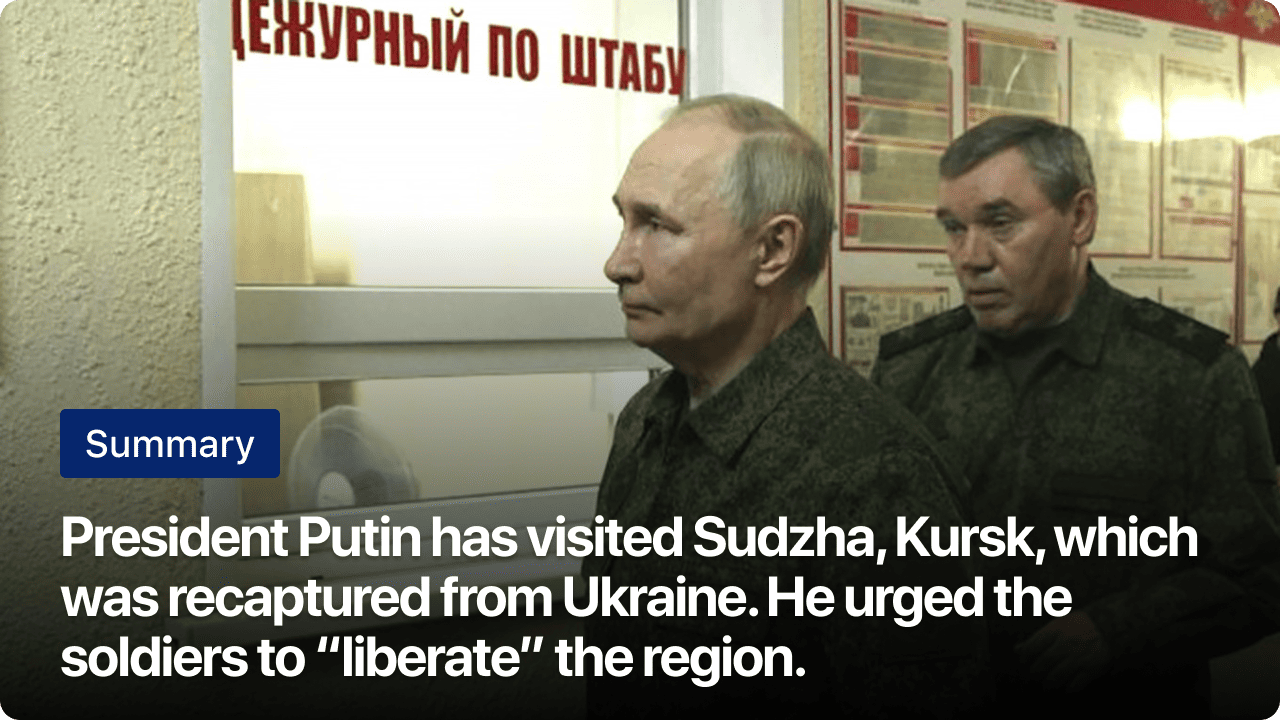 ДЕЖУРНЫЙ ПО ШТАБУ
Summary
President Putin has visited Sudzha, Kursk, which
was recaptured from Ukraine. He urged the
soldiers to “liberate” the region.